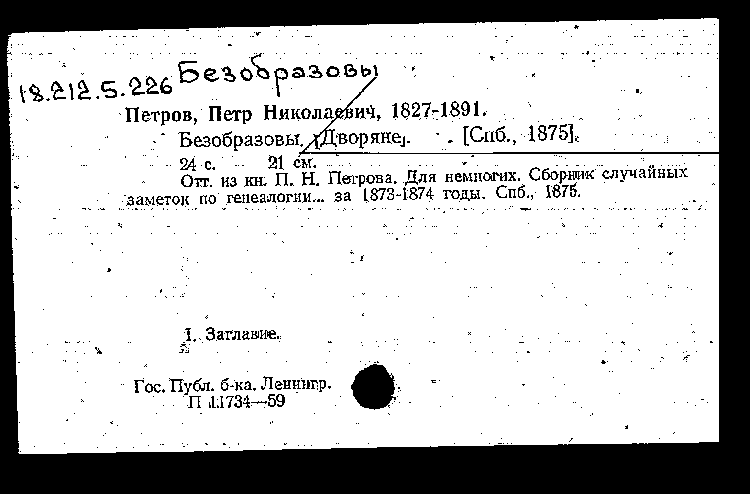 Безобразовы
18.212.5.226
Петров, Петр Николаевич, 1827-1891.
Безобразовы. [Дворяне]. [Спб., 1875].
24 с. 21 см.
Отт. из кн. П. Н. Петрова. Для немногих. Сборник случайных
заметок по генеалогии... за 1873-1874 годы. Спб., 1875.
I. Заглавие.
Гос. Публ. б-ка. Ленингр.
П 11734—59